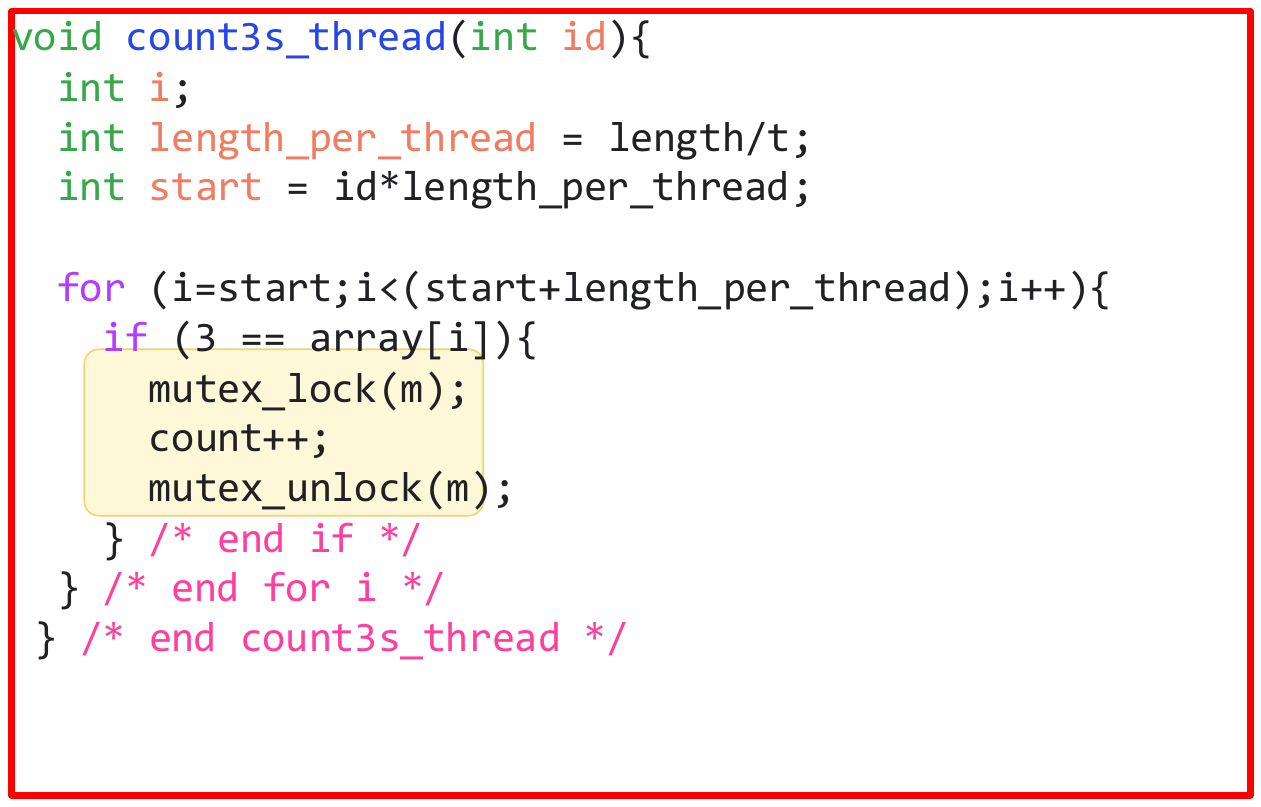 void count3s_thread(int id){
int i;
int length_per_thread = length/t;
int start = id*length_per_thread;
for (i=start;i<(start+length_per_thread);i++){
if (3 == array[i]){
mutex_lock(m);
count++;
mutex_unlock(m);
} /* end if */
} /* end for i */
} /* end count3s_thread */